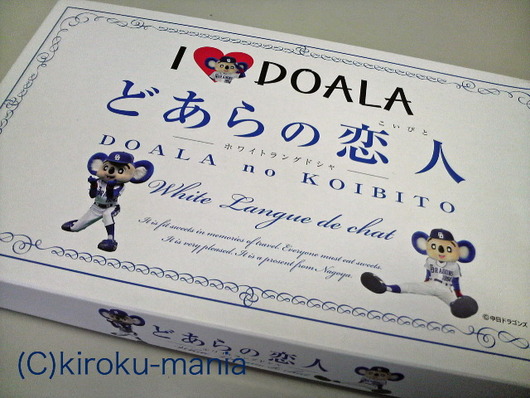 I DOALA
こいびと
どあらの恋人
ホワイトラングドシャ
DOALA no KOIBITO
White Langue de chat
It is fit sweets in memories of travel. Everyone must eat sweets.
It is very pleased. It is a present from Nagoya.
©中日ドラゴンズ
どあらの恋人
(C)kiroku-mania